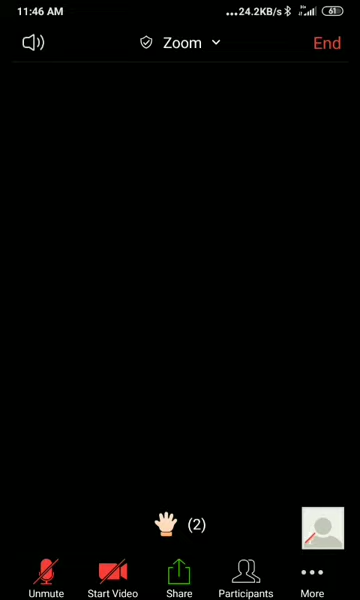 11:46 AM
...24.2KB/s 61
Zoom
End
(2)
Unmute
Start Video
Share
Participants
More